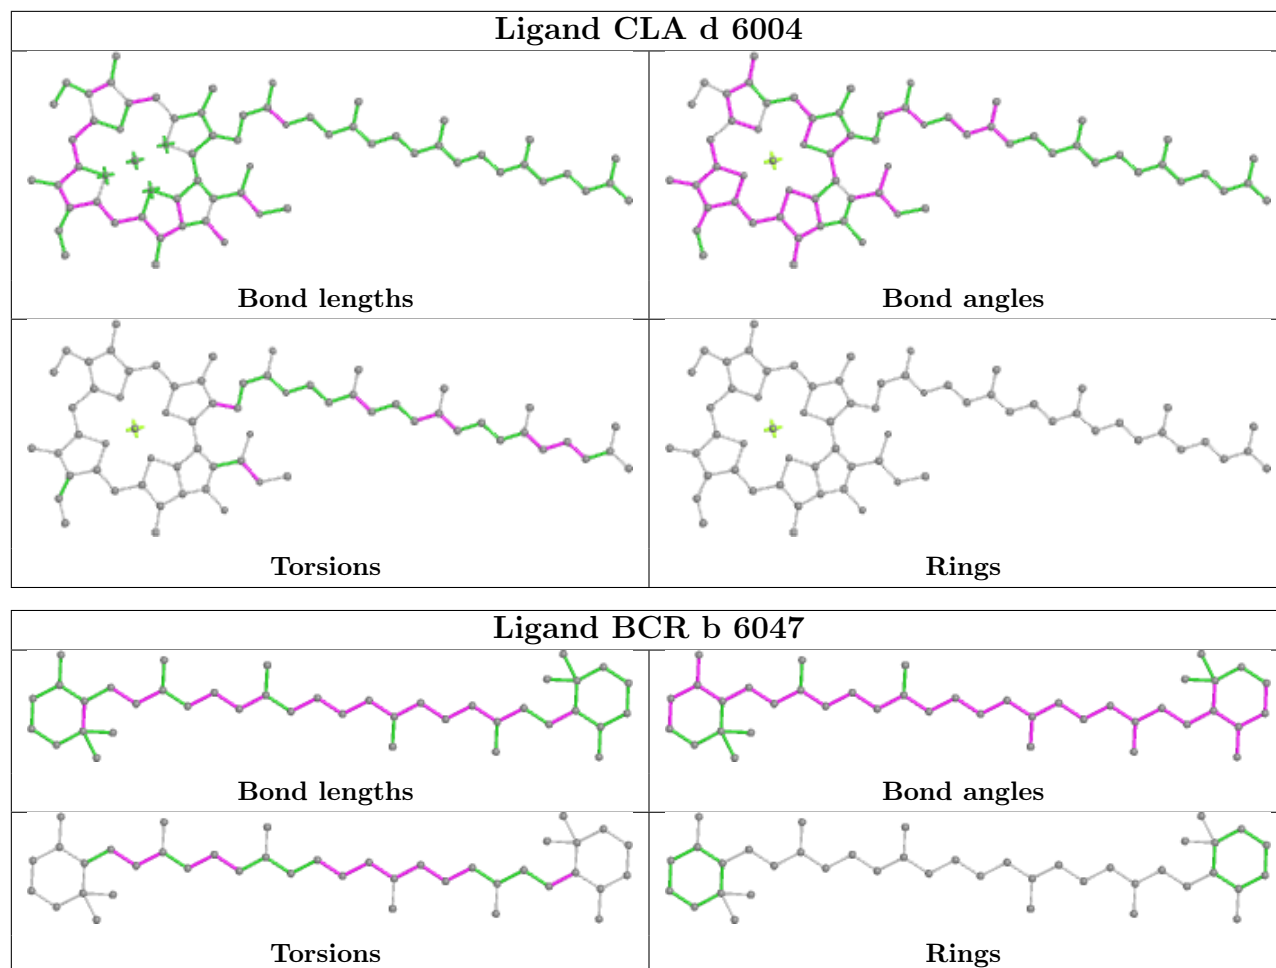 Ligand CLA d 6004
Bond lengths
Bond angles
Torsions
Rings
Ligand BCR b 6047
Bond lengths
Bond angles
Torsions
Rings